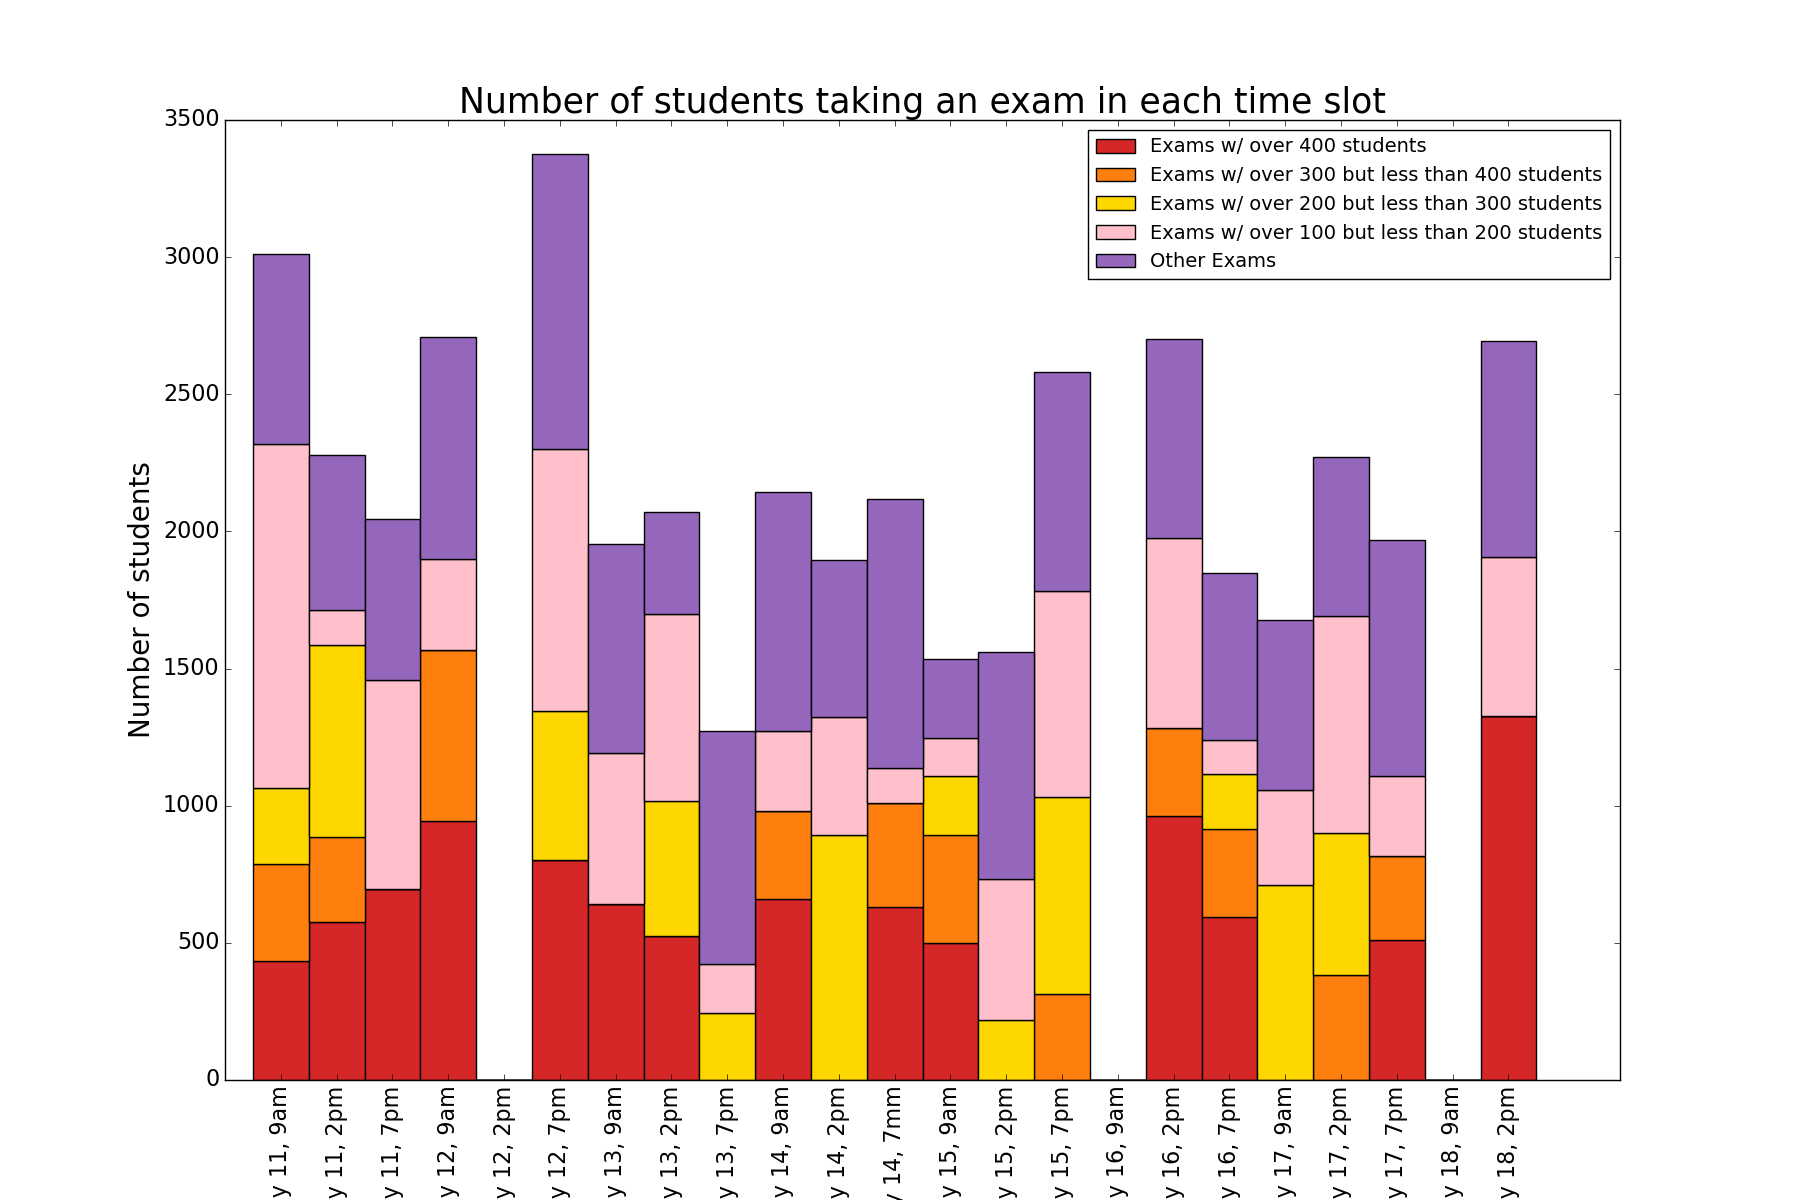 Number of students taking an exam in each time slot
Number of students
3500
3000
2500
2000
1500
1000
500
0
Exams w/ over 400 students
Exams w/ over 300 but less than 400 students
Exams w/ over 200 but less than 300 students
Exams w/ over 100 but less than 200 students
Other Exams
y 11, 9am
y 11, 2pm
y 11, 7pm
y 12, 9am
y 12, 2pm
y 12, 7pm
y 13, 9am
y 13, 2pm
y 13, 7pm
y 14, 9am
y 14, 2pm
y 14, 7mm
y 15, 9am
y 15, 2pm
y 15, 7pm
y 16, 9am
y 16, 2pm
y 16, 7pm
y 17, 9am
y 17, 2pm
y 17, 7pm
y 18, 9am
y 18, 2pm